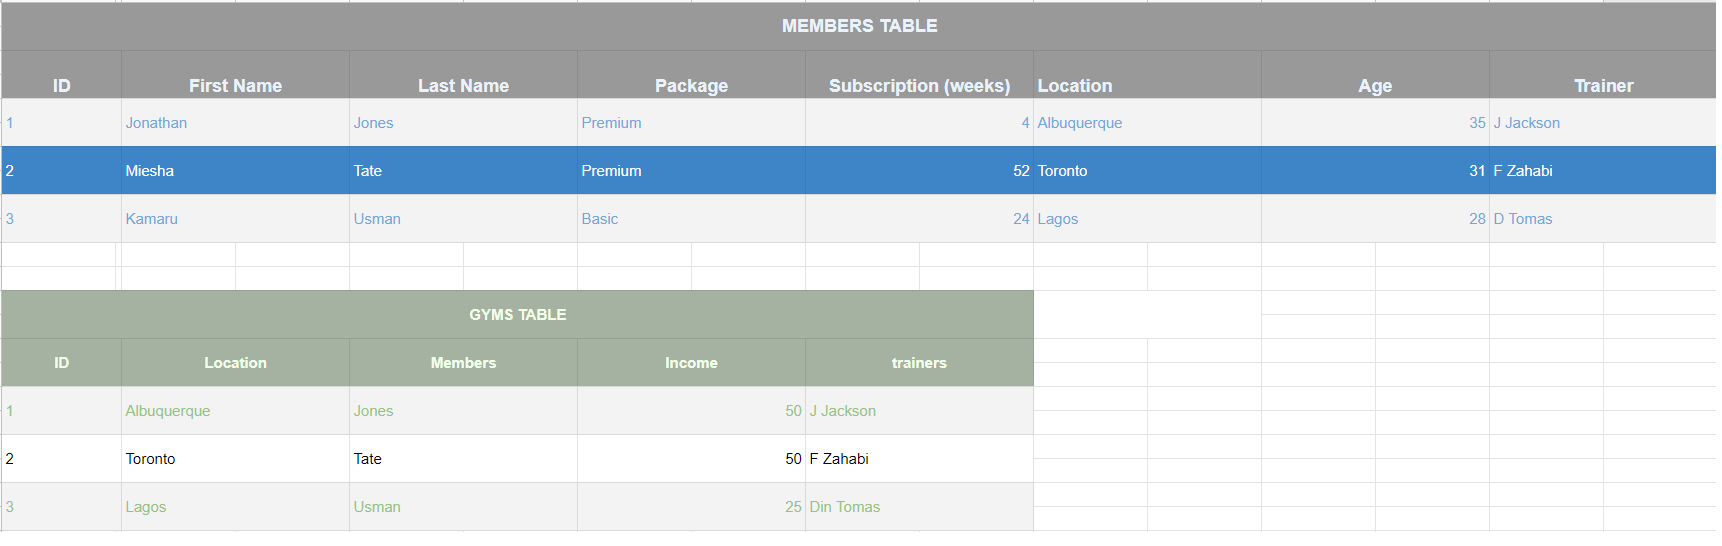 MEMBERS TABLE
ID First Name Last Name Package Subscription (weeks) Location Age Trainer
1 Jonathan Jones Premium 4 Albuquerque 35 J Jackson
2 Miesha Tate Premium 52 Toronto 31 F Zahabi
3 Kamaru Usman Basic 24 Lagos 28 D Tomas
GYMS TABLE
ID Location Members Income trainers
1 Albuquerque Jones 50 J Jackson
2 Toronto Tate 50 F Zahabi
3 Lagos Usman 25 Din Tomas